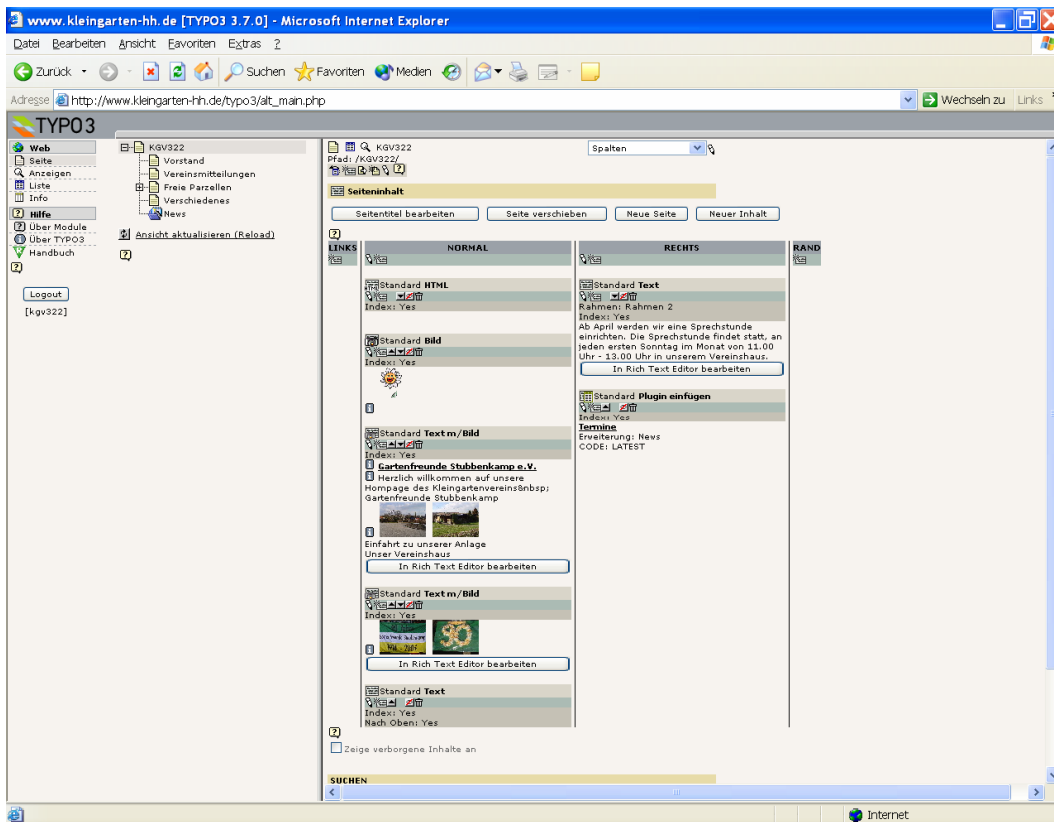 www.kleingarten-hh.de [TYPO3 3.7.0] - Microsoft Internet Explorer
Datei Bearbeiten Ansicht Favoriten Extras ?
Zurück Suchen Favoriten Medien
Adresse http://www.kleingarten-hh.de/typo3/alt_main.php Wechseln zu Links
TYPO3
Web
Seite
Anzeigen
Liste
Info
Hilfe
Über Module
Über TYPO3
Handbuch
Logout
[kgv322]
KGV322
Vorstand
Vereinsmitteilungen
Freie Parzellen
Verschiedenes
News
Ansicht aktualisieren (Reload)
KGV322
Pfad: /KGV322/
Spalten
Seiteninhalt
Seitentitel bearbeiten Seite verschieben Neue Seite Neuer Inhalt
LINKS NORMAL RECHTS RAND
Standard HTML
Index: Yes
Standard Bild
Index: Yes
Standard Text m/Bild
Index: Yes
Gartenfreunde Stubbenkamp e.V.
Herzlich willkommen auf unsere
Hompage des Kleingartenvereins&nbsp;
Gartenfreunde Stubbenkamp
Einfahrt zu unserer Anlage
Unser Vereinshaus
In Rich Text Editor bearbeiten
Standard Text m/Bild
Index: Yes
90
In Rich Text Editor bearbeiten
Standard Text
Index: Yes
Nach Oben: Yes
Standard Text
Rahmen: Rahmen 2
Index: Yes
Ab April werden wir eine Sprechstunde
einrichten. Die Sprechstunde findet statt, an
jeden ersten Sonntag im Monat von 11.00
Uhr - 13.00 Uhr in unserem Vereinshaus.
In Rich Text Editor bearbeiten
Standard Plugin einfügen
Index: Yes
Termine
Erweiterung: News
CODE: LATEST
Zeige verborgene Inhalte an
SUCHEN
Internet